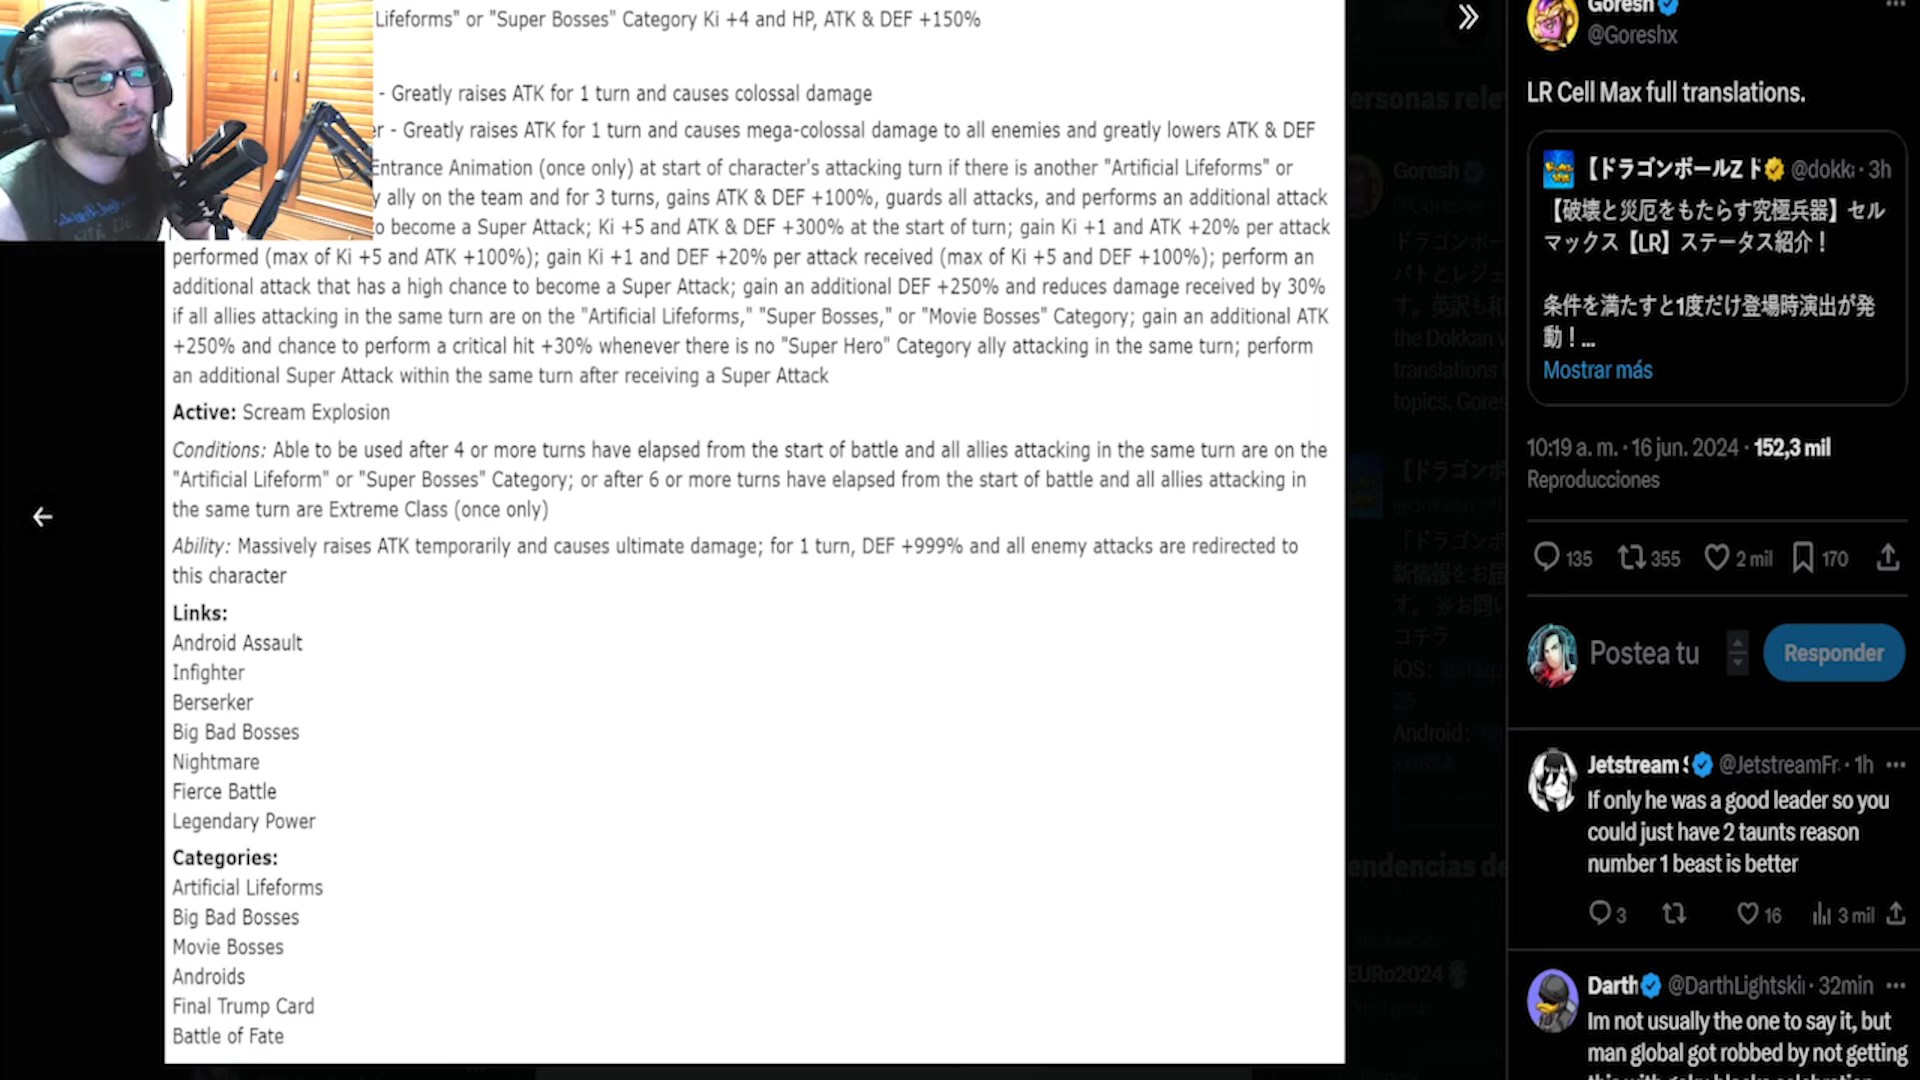 Lifeforms" or "Super Bosses" Category Ki +4 and HP, ATK & DEF +150%
- Greatly raises ATK for 1 turn and causes colossal damage
er - Greatly raises ATK for 1 turn and causes mega-colossal damage to all enemies and greatly lowers ATK & DEF
Entrance Animation (once only) at start of character's attacking turn if there is another "Artificial Lifeforms" or
y ally on the team and for 3 turns, gains ATK & DEF +100%, guards all attacks, and performs an additional attack
o become a Super Attack; Ki +5 and ATK & DEF +300% at the start of turn; gain Ki +1 and ATK +20% per attack
performed (max of Ki +5 and ATK +100%); gain Ki +1 and DEF +20% per attack received (max of Ki +5 and DEF +100%); perform an
additional attack that has a high chance to become a Super Attack; gain an additional DEF +250% and reduces damage received by 30%
if all allies attacking in the same turn are on the "Artificial Lifeforms," "Super Bosses," or "Movie Bosses" Category; gain an additional ATK
+250% and chance to perform a critical hit +30% whenever there is no "Super Hero" Category ally attacking in the same turn; perform
an additional Super Attack within the same turn after receiving a Super Attack
Active: Scream Explosion
Conditions: Able to be used after 4 or more turns have elapsed from the start of battle and all allies attacking in the same turn are on the
"Artificial Lifeform" or "Super Bosses" Category; or after 6 or more turns have elapsed from the start of battle and all allies attacking in
the same turn are Extreme Class (once only)
Ability: Massively raises ATK temporarily and causes ultimate damage; for 1 turn, DEF +999% and all enemy attacks are redirected to
this character
Links:
Android Assault
Infighter
Berserker
Big Bad Bosses
Nightmare
Fierce Battle
Legendary Power
Categories:
Artificial Lifeforms
Big Bad Bosses
Movie Bosses
Androids
Final Trump Card
Battle of Fate
ersonas rele
Goresh
the Dokkan
translations
topics. Gores
コチラ
iOS:
Android:
endencias de
EURo2024
Goresh
@Goreshx
LR Cell Max full translations.
【ドラゴンボールZ ド @dokk · 3h
【破壊と災厄をもたらす究極兵器】セル
マックス【LR】ステータス紹介！
条件を満たすと1度だけ登場時演出が発
動！...
Mostrar más
10:19 a. m. · 16 jun. 2024 · 152,3 mil
Reproducciones
135 355 2 mil 170
Postea tu
Responder
Jetstream @JetstreamFr · 1h
If only he was a good leader so you
could just have 2 taunts reason
number 1 beast is better
3 16 3 mil
Darth @DarthLightski · 32min
Im not usually the one to say it, but
man global got robbed by not getting